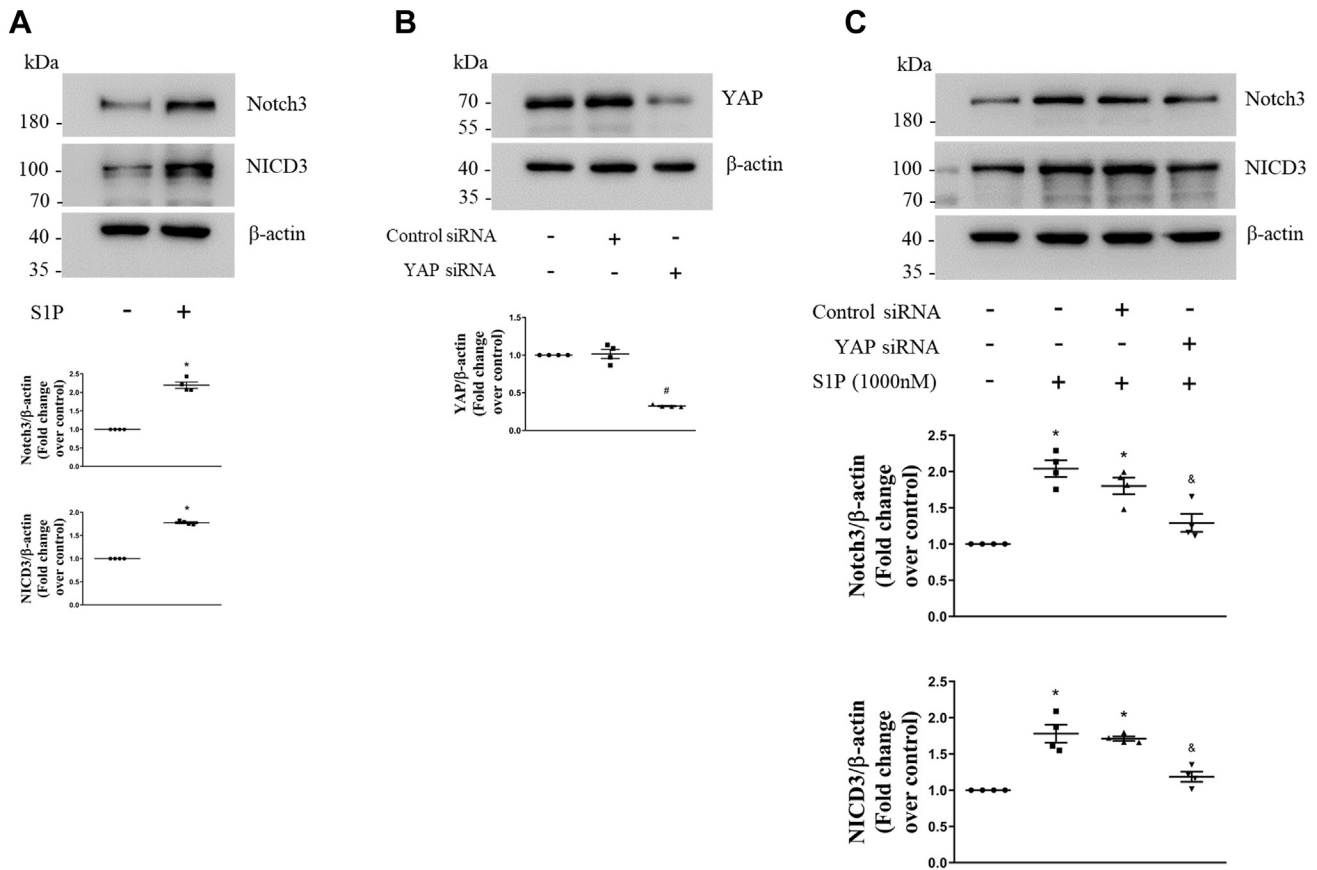 A
kDa
Notch3
180 -
NICD3
100 -
70 -
β-actin
40 -
35 -
S1P - +
Notch3/β-actin
(Fold change
over control)
2.5
2.0
1.5
1.0
0.5
0.0
*
NICD3/β-actin
(Fold change
over control)
2.0
1.5
1.0
0.5
0.0
*
B
kDa
YAP
70 -
55 -
β-actin
40 -
35 -
Control siRNA - + -
YAP siRNA - - +
YAP/β-actin
(Fold change
over control)
1.5
1.0
0.5
0.0
#
C
kDa
Notch3
180 -
NICD3
100 -
70 -
β-actin
40 -
35 -
Control siRNA - - + -
YAP siRNA - - - +
S1P (1000nM) - + + +
Notch3/β-actin
(Fold change
over control)
2.5
2.0
1.5
1.0
0.5
0.0
* * &
NICD3/β-actin
(Fold change
over control)
2.5
2.0
1.5
1.0
0.5
0.0
* * &